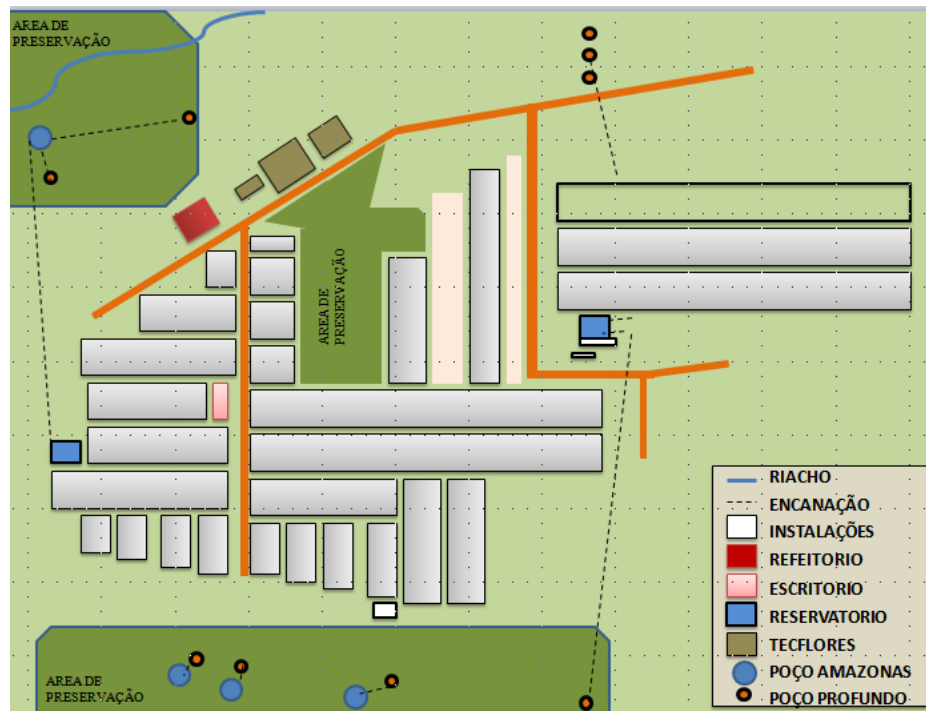 AREA DE
PRESERVAÇÃO
AREA DE
PRESERVAÇÃO
RIACHO
ENCANAÇÃO
INSTALAÇÕES
REFEITORIO
ESCRITORIO
RESERVATORIO
TECFLORES
POÇO AMAZONAS
POÇO PROFUNDO
AREA DE
PRESERVAÇÃO